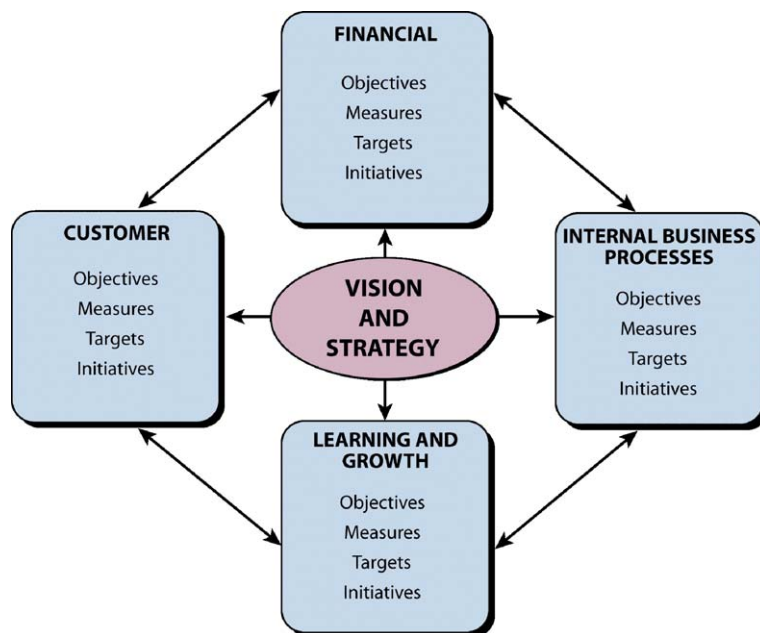 FINANCIAL
Objectives
Measures
Targets
Initiatives
CUSTOMER
Objectives
Measures
Targets
Initiatives
VISION
AND
STRATEGY
INTERNAL BUSINESS
PROCESSES
Objectives
Measures
Targets
Initiatives
LEARNING AND
GROWTH
Objectives
Measures
Targets
Initiatives